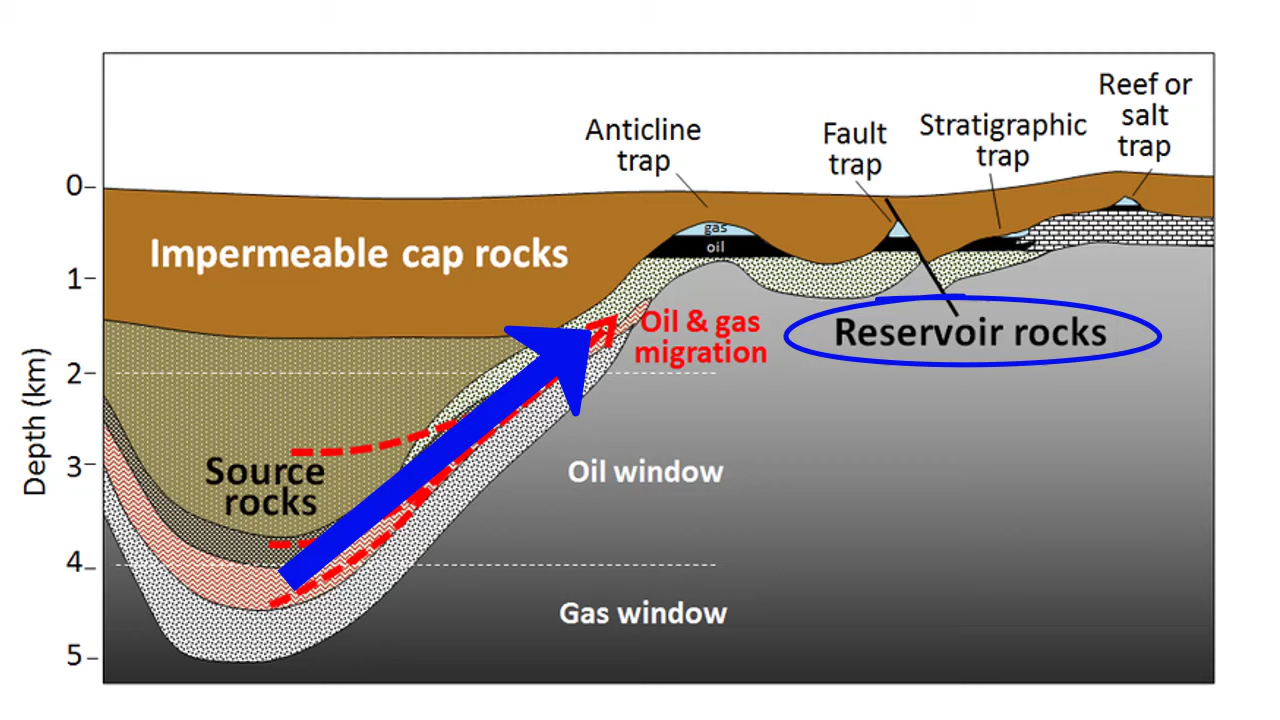 Reef or
salt
trap
Anticline
trap
Fault
trap
Stratigraphic
trap
0
gas
oil
Impermeable cap rocks
1
Oil & gas
migration
Reservoir rocks
2
Depth (km)
3
Source
rocks
Oil window
4
Gas window
5